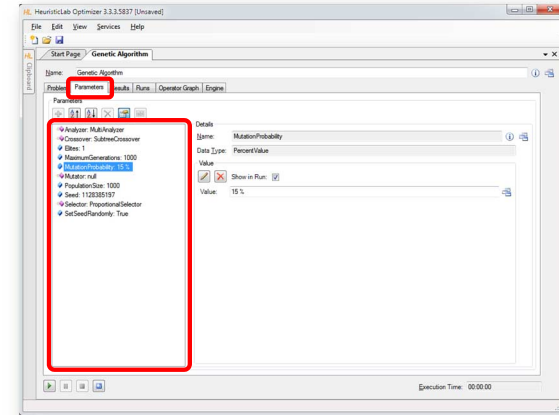 HeuristicLab Optimizer 3.3.3.5837 [Unsaved]
File Edit View Services Help
Start Page Genetic Algorithm
Clipboard
Name: Genetic Algorithm
Problem Parameters Results Runs Operator Graph Engine
Parameters
Analyzer: MultiAnalyzer
Crossover: SubtreeCrossover
Elites: 1
MaximumGenerations: 1000
MutationProbability: 15 %
Mutator: null
PopulationSize: 1000
Seed: 1128385197
Selector: ProportionalSelector
SetSeedRandomly: True
Details
Name: MutationProbability
Data Type: PercentValue
Value
Show in Run:
Value: 15 %
Execution Time: 00:00:00